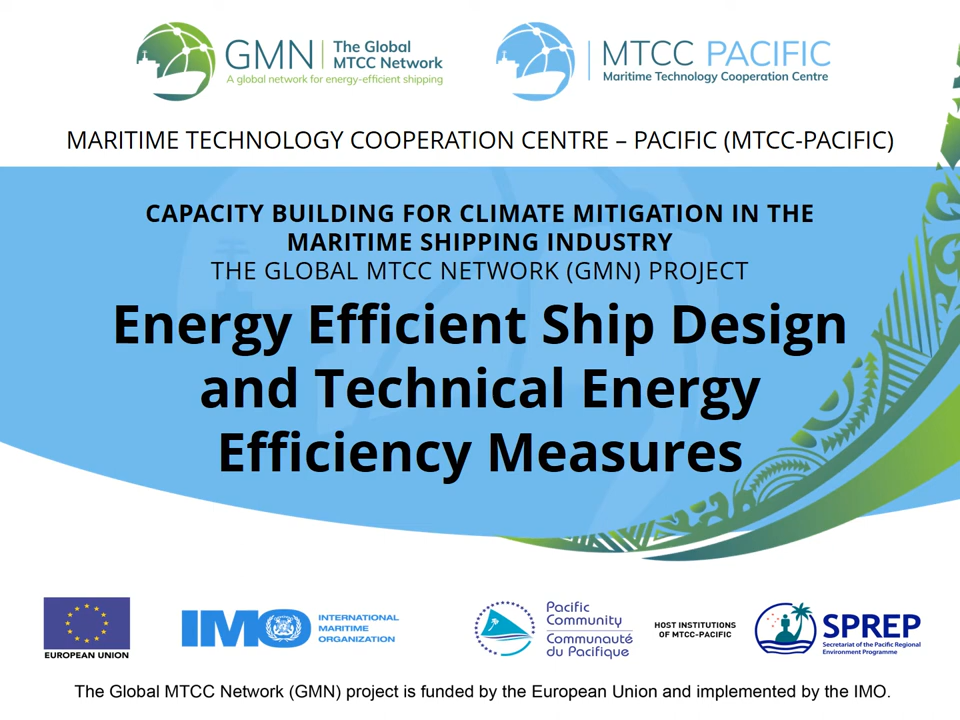 GMN
The Global
MTCC Network
A global network for energy-efficient shipping
MTCC PACIFIC
Maritime Technology Cooperation Centre
MARITIME TECHNOLOGY COOPERATION CENTRE – PACIFIC (MTCC-PACIFIC)
CAPACITY BUILDING FOR CLIMATE MITIGATION IN THE
MARITIME SHIPPING INDUSTRY
THE GLOBAL MTCC NETWORK (GMN) PROJECT
Energy Efficient Ship Design
and Technical Energy
Efficiency Measures
EUROPEAN UNION
IMO
INTERNATIONAL
MARITIME
ORGANIZATION
Pacific
Community
Communauté
du Pacifique
HOST INSTITUTIONS
OF MTCC-PACIFIC
SPREP
Secretariat of the Pacific Regional
Environment Programme
The Global MTCC Network (GMN) project is funded by the European Union and implemented by the IMO.